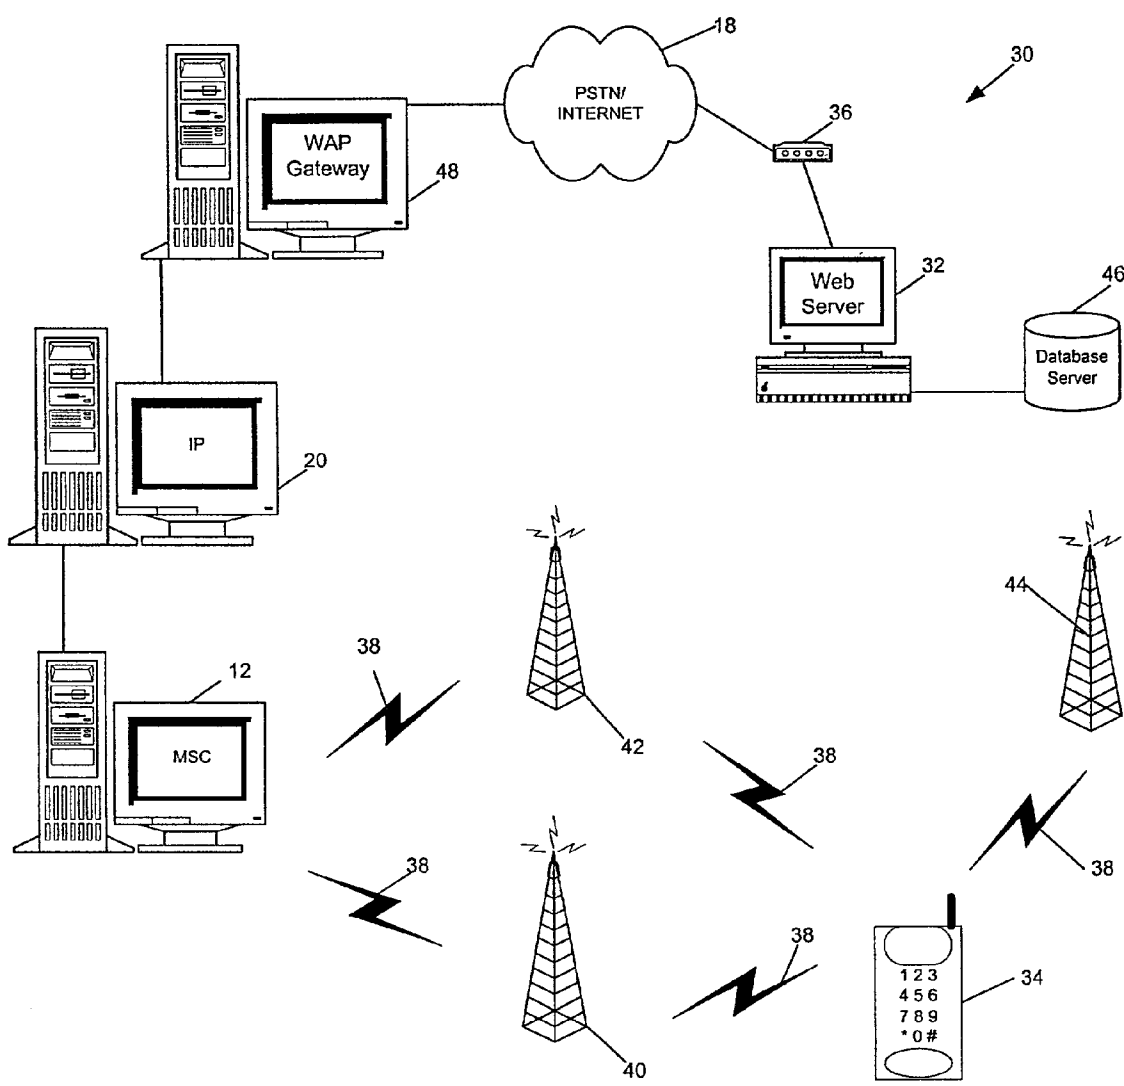 18
30
PSTN/
INTERNET
36
WAP
Gateway
48
32
46
Web
Server
Database
Server
IP
20
44
38
12
42
MSC
38
38
38
38
34
1 2 3
4 5 6
7 8 9
* 0 #
40